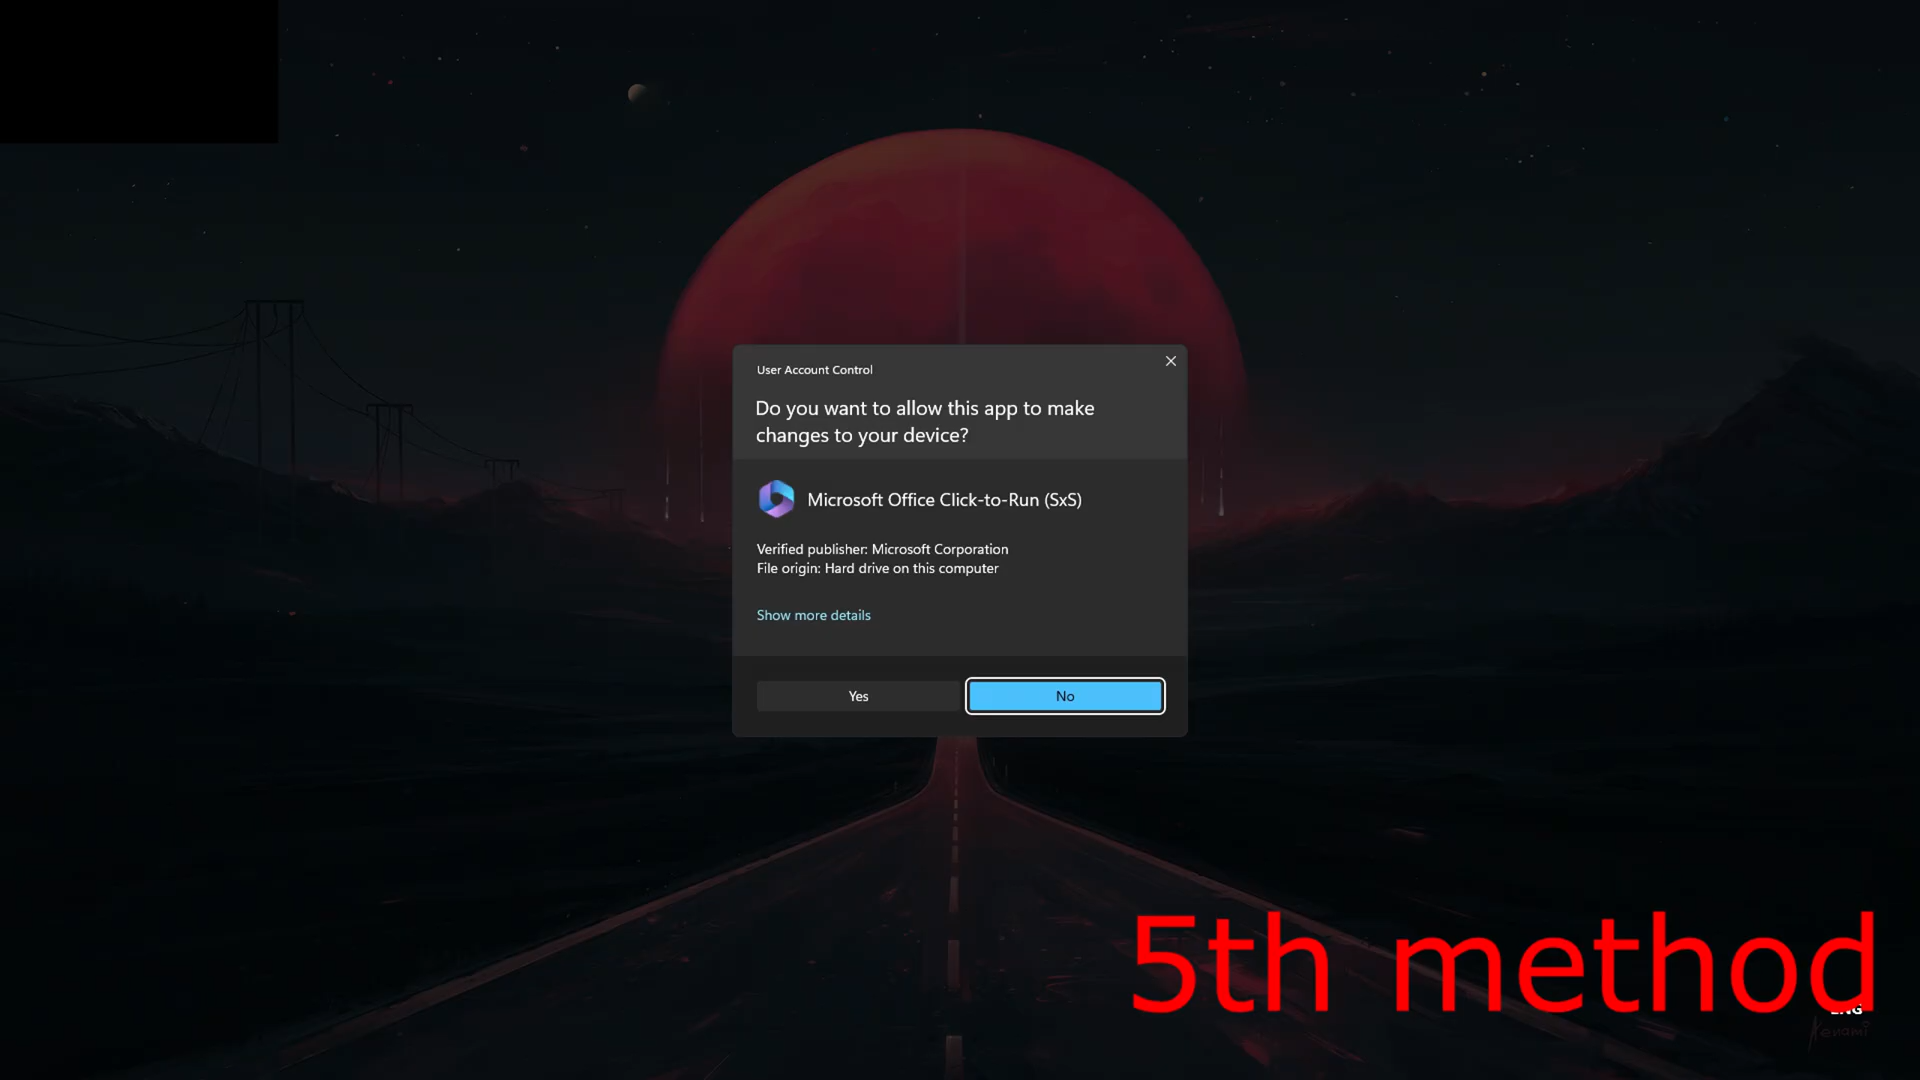 User Account Control
Do you want to allow this app to make
changes to your device?
Microsoft Office Click-to-Run (SxS)
Verified publisher: Microsoft Corporation
File origin: Hard drive on this computer
Show more details
Yes
No
5th method
ENG